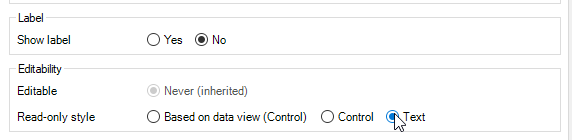 Label
Show label Yes No
Editability
Editable Never (inherited)
Read-only style Based on data view (Control) Control Text